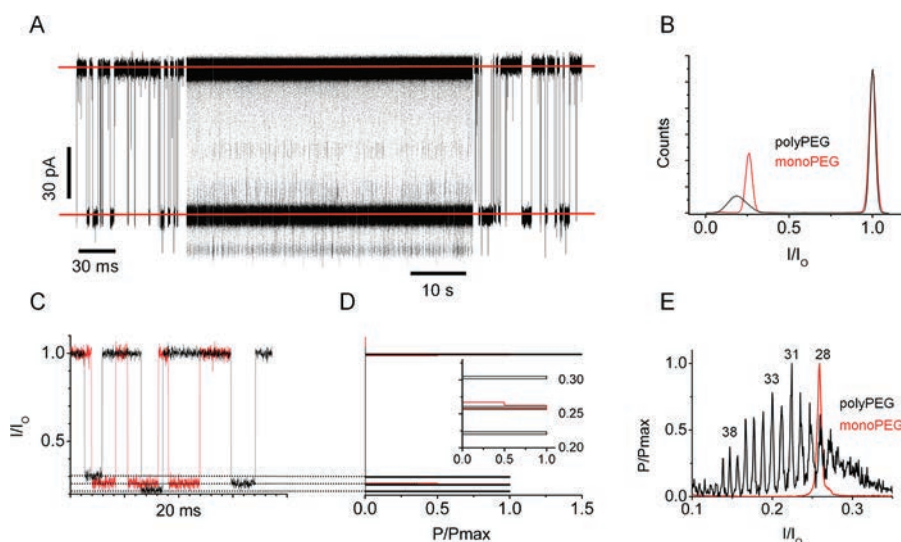 A
B
30 pA
30 ms
10 s
Counts
polyPEG
monoPEG
0.0 0.5 1.0
I/I_O
C
D
E
I/I_O
1.0
0.5
20 ms
0.30
0.25
0.20
0.0 0.5 1.0
0.0 0.5 1.0 1.5
P/Pmax
P/Pmax
1.0
0.5
0.0
38
33
31
28
polyPEG
monoPEG
0.1 0.2 0.3
I/I_O